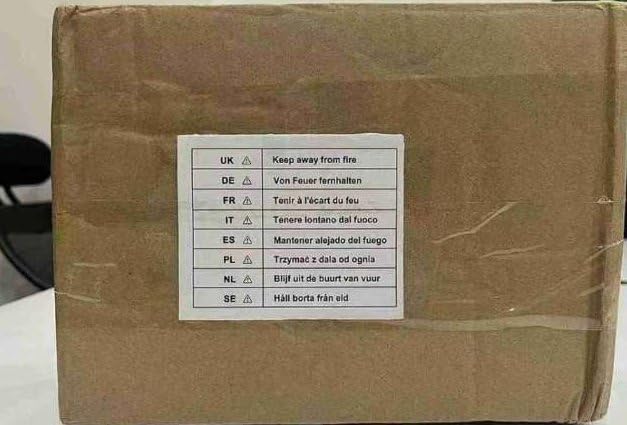 UK ⚠ Keep away from fire
DE ⚠ Von Feuer fernhalten
FR ⚠ Tenir à l'écart du feu
IT ⚠ Tenere lontano dal fuoco
ES ⚠ Mantener alejado del fuego
PL ⚠ Trzymać z dala od ognia
NL ⚠ Blijf uit de buurt van vuur
SE ⚠ Håll borta från eld